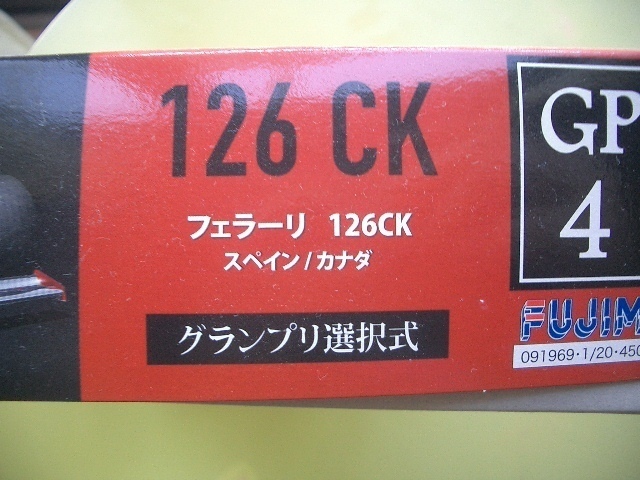 126 CK
フェラーリ 126CK
スペイン/カナダ
グランプリ選択式
GP
4
FUJIM
091969・1/20・450